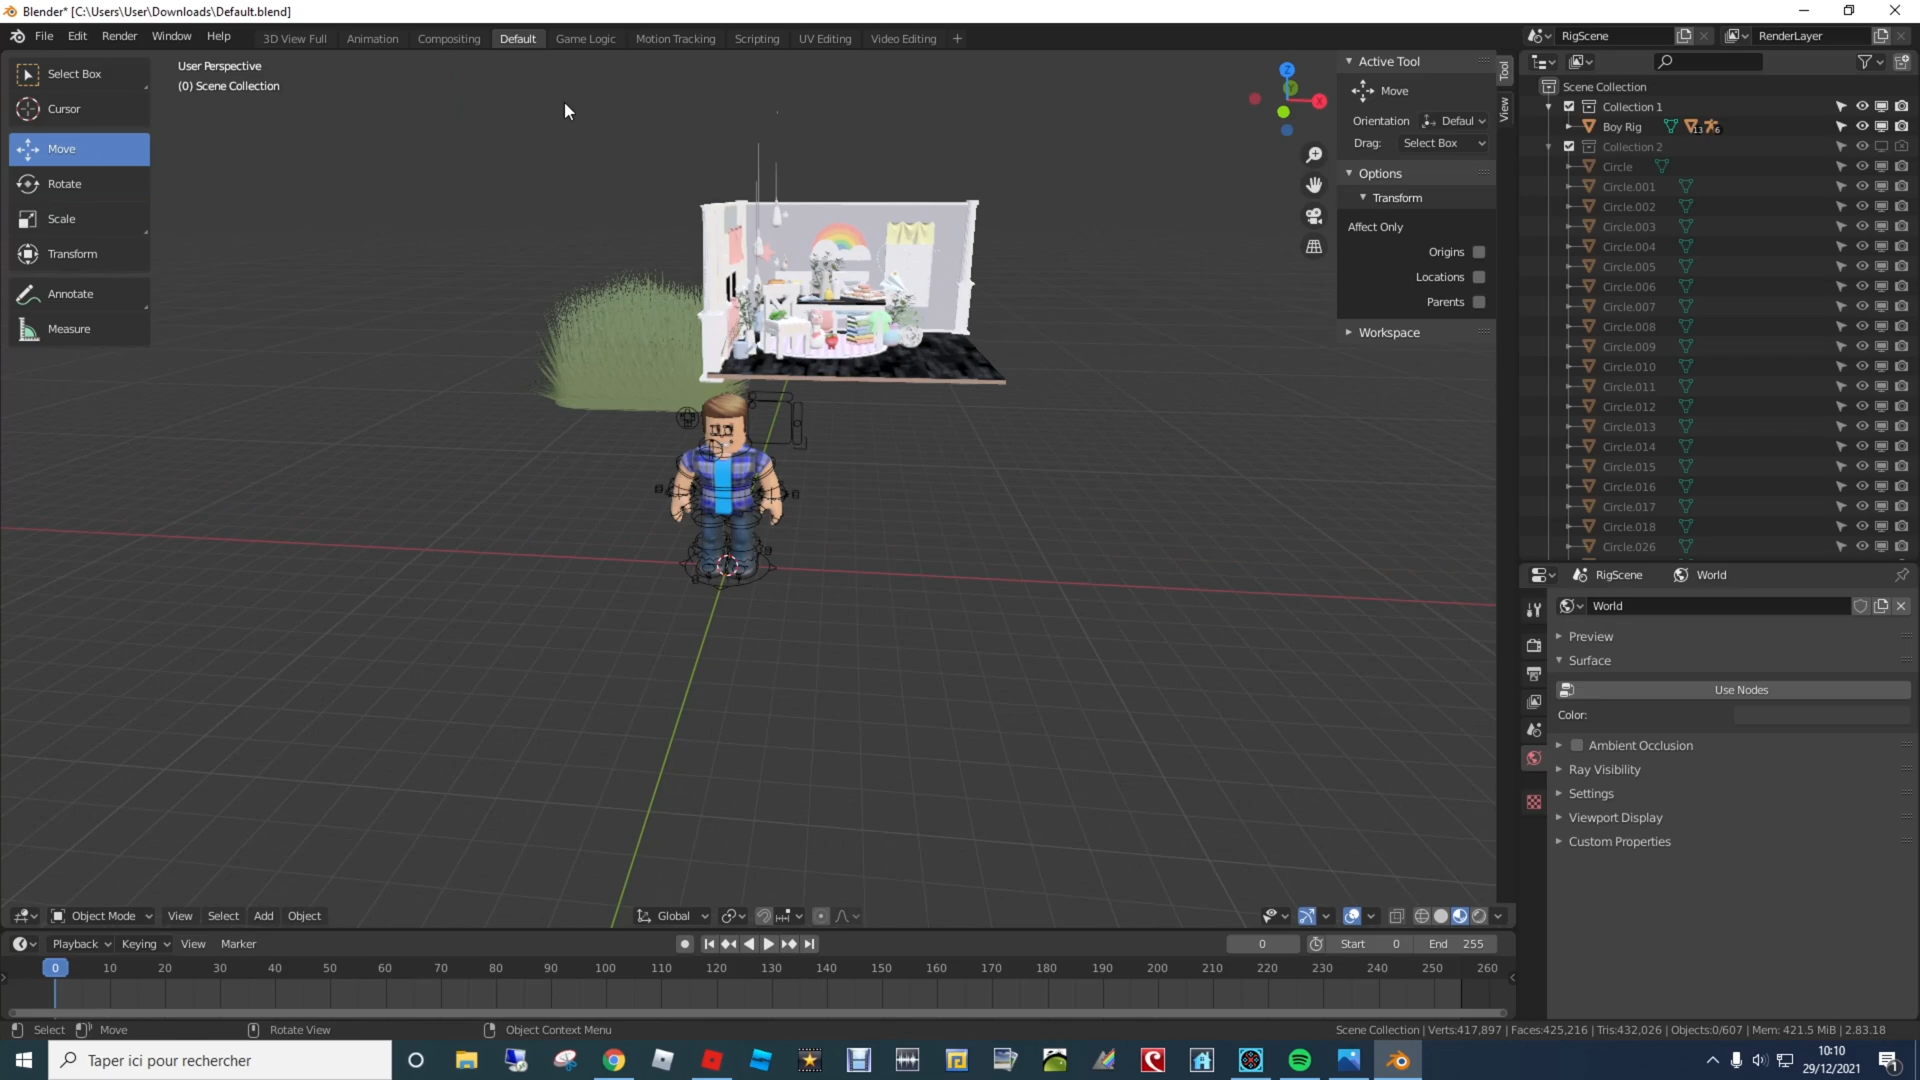 Blender* [C:\Users\User\Downloads\Default.blend]
File Edit Render Window Help
3D View Full Animation Compositing Default Game Logic Motion Tracking Scripting UV Editing Video Editing +
RigScene
RenderLayer
Select Box
Cursor
Move
Rotate
Scale
Transform
Annotate
Measure
User Perspective
(0) Scene Collection
Z
X
Active Tool
Move
Orientation Defaul
Drag: Select Box
Options
Transform
Affect Only
Origins
Locations
Parents
Workspace
Tool
View
Scene Collection
Collection 1
Boy Rig 13 6
Collection 2
Circle
Circle.001
Circle.002
Circle.003
Circle.004
Circle.005
Circle.006
Circle.007
Circle.008
Circle.009
Circle.010
Circle.011
Circle.012
Circle.013
Circle.014
Circle.015
Circle.016
Circle.017
Circle.018
Circle.026
RigScene World
World
Preview
Surface
Use Nodes
Color:
Ambient Occlusion
Ray Visibility
Settings
Viewport Display
Custom Properties
Object Mode View Select Add Object
Global
Playback Keying View Marker
0 Start 0 End 255
0 10 20 30 40 50 60 70 80 90 100 110 120 130 140 150 160 170 180 190 200 210 220 230 240 250 260
Select Move Rotate View Object Context Menu
Scene Collection | Verts:417,897 | Faces:425,216 | Tris:432,026 | Objects:0/607 | Mem: 421.5 MiB | 2.83.18
Taper ici pour rechercher
10:10
29/12/2021
1